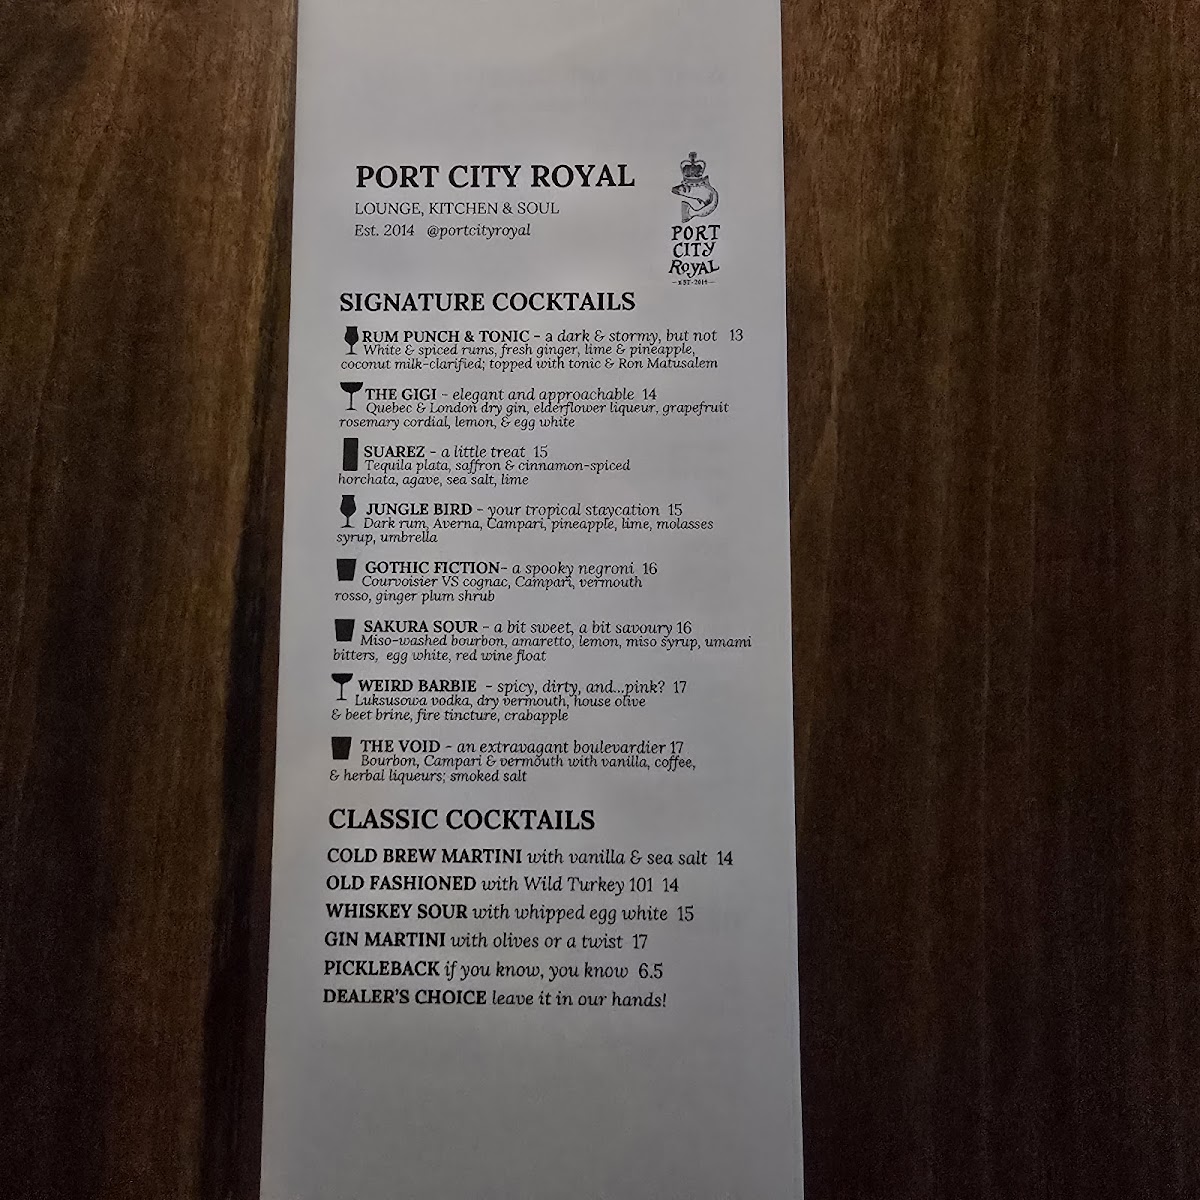 PORT CITY ROYAL
LOUNGE, KITCHEN & SOUL
Est. 2014 @portcityroyal
PORT
CITY
ROYAL
-EST·2014-
SIGNATURE COCKTAILS
RUM PUNCH & TONIC - a dark & stormy, but not 13
White & spiced rums, fresh ginger, lime & pineapple,
coconut milk-clarified; topped with tonic & Ron Matusalem
THE GIGI - elegant and approachable 14
Quebec & London dry gin, elderflower liqueur, grapefruit
rosemary cordial, lemon, & egg white
SUAREZ - a little treat 15
Tequila plata, saffron & cinnamon-spiced
horchata, agave, sea salt, lime
JUNGLE BIRD - your tropical staycation 15
Dark rum, Averna, Campari, pineapple, lime, molasses
syrup, umbrella
GOTHIC FICTION- a spooky negroni 16
Courvoisier VS cognac, Campari, vermouth
rosso, ginger plum shrub
SAKURA SOUR - a bit sweet, a bit savoury 16
Miso-washed bourbon, amaretto, lemon, miso syrup, umami
bitters, egg white, red wine float
WEIRD BARBIE - spicy, dirty, and...pink? 17
Luksusowa vodka, dry vermouth, house olive
& beet brine, fire tincture, crabapple
THE VOID - an extravagant boulevardier 17
Bourbon, Campari & vermouth with vanilla, coffee,
& herbal liqueurs; smoked salt
CLASSIC COCKTAILS
COLD BREW MARTINI with vanilla & sea salt 14
OLD FASHIONED with Wild Turkey 101 14
WHISKEY SOUR with whipped egg white 15
GIN MARTINI with olives or a twist 17
PICKLEBACK if you know, you know 6.5
DEALER'S CHOICE leave it in our hands!